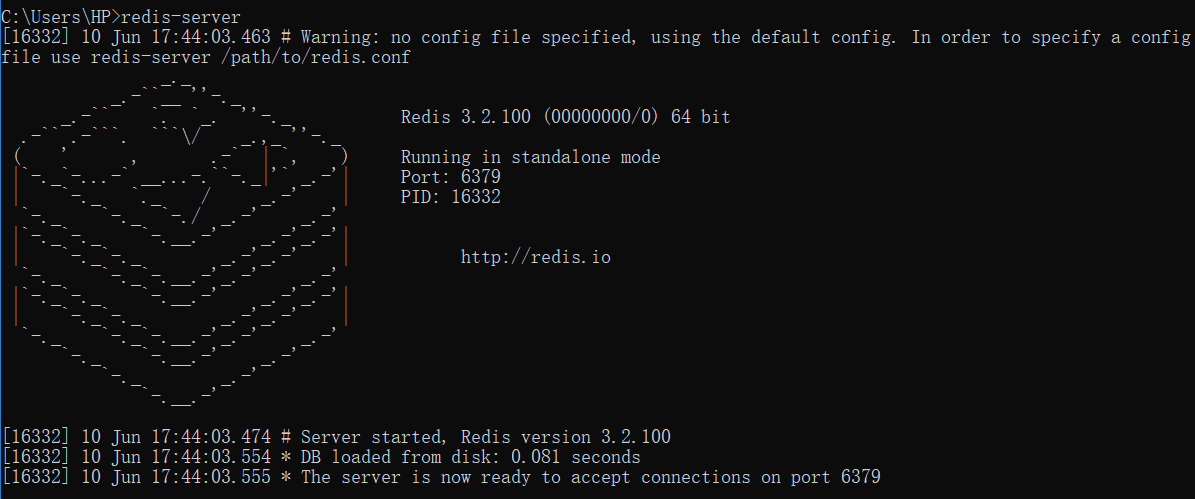 C:\Users\HP>redis-server
[16332] 10 Jun 17:44:03.463 # Warning: no config file specified, using the default config. In order to specify a config
file use redis-server /path/to/redis.conf
Redis 3.2.100 (00000000/0) 64 bit
Running in standalone mode
Port: 6379
PID: 16332
http://redis.io
[16332] 10 Jun 17:44:03.474 # Server started, Redis version 3.2.100
[16332] 10 Jun 17:44:03.554 * DB loaded from disk: 0.081 seconds
[16332] 10 Jun 17:44:03.555 * The server is now ready to accept connections on port 6379